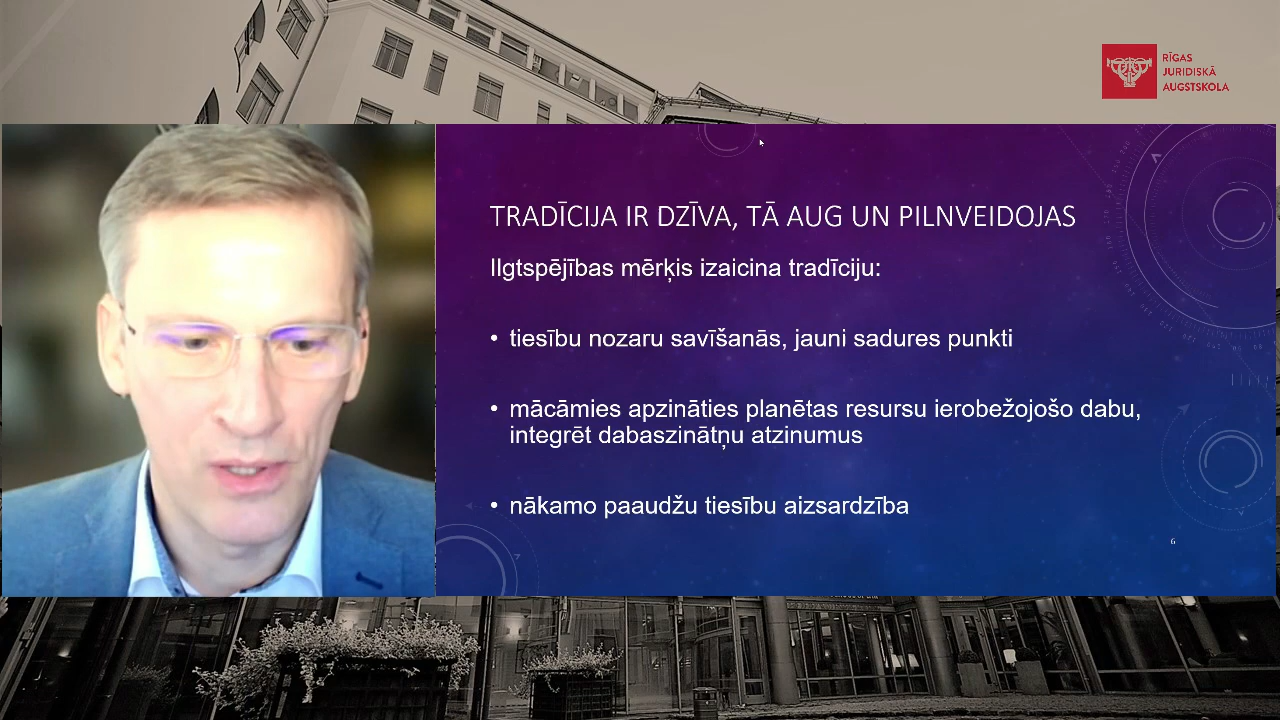 RĪGAS
JURIDISKĀ
AUGSTSKOLA
TRADĪCIJA IR DZĪVA, TĀ AUG UN PILNVEIDOJAS
Ilgtspējības mērķis izaicina tradīciju:
• tiesību nozaru savīšanās, jauni sadures punkti
• mācāmies apzināties planētas resursu ierobežojošo dabu,
integrēt dabaszinātņu atzinumus
• nākamo paaudžu tiesību aizsardzība
6